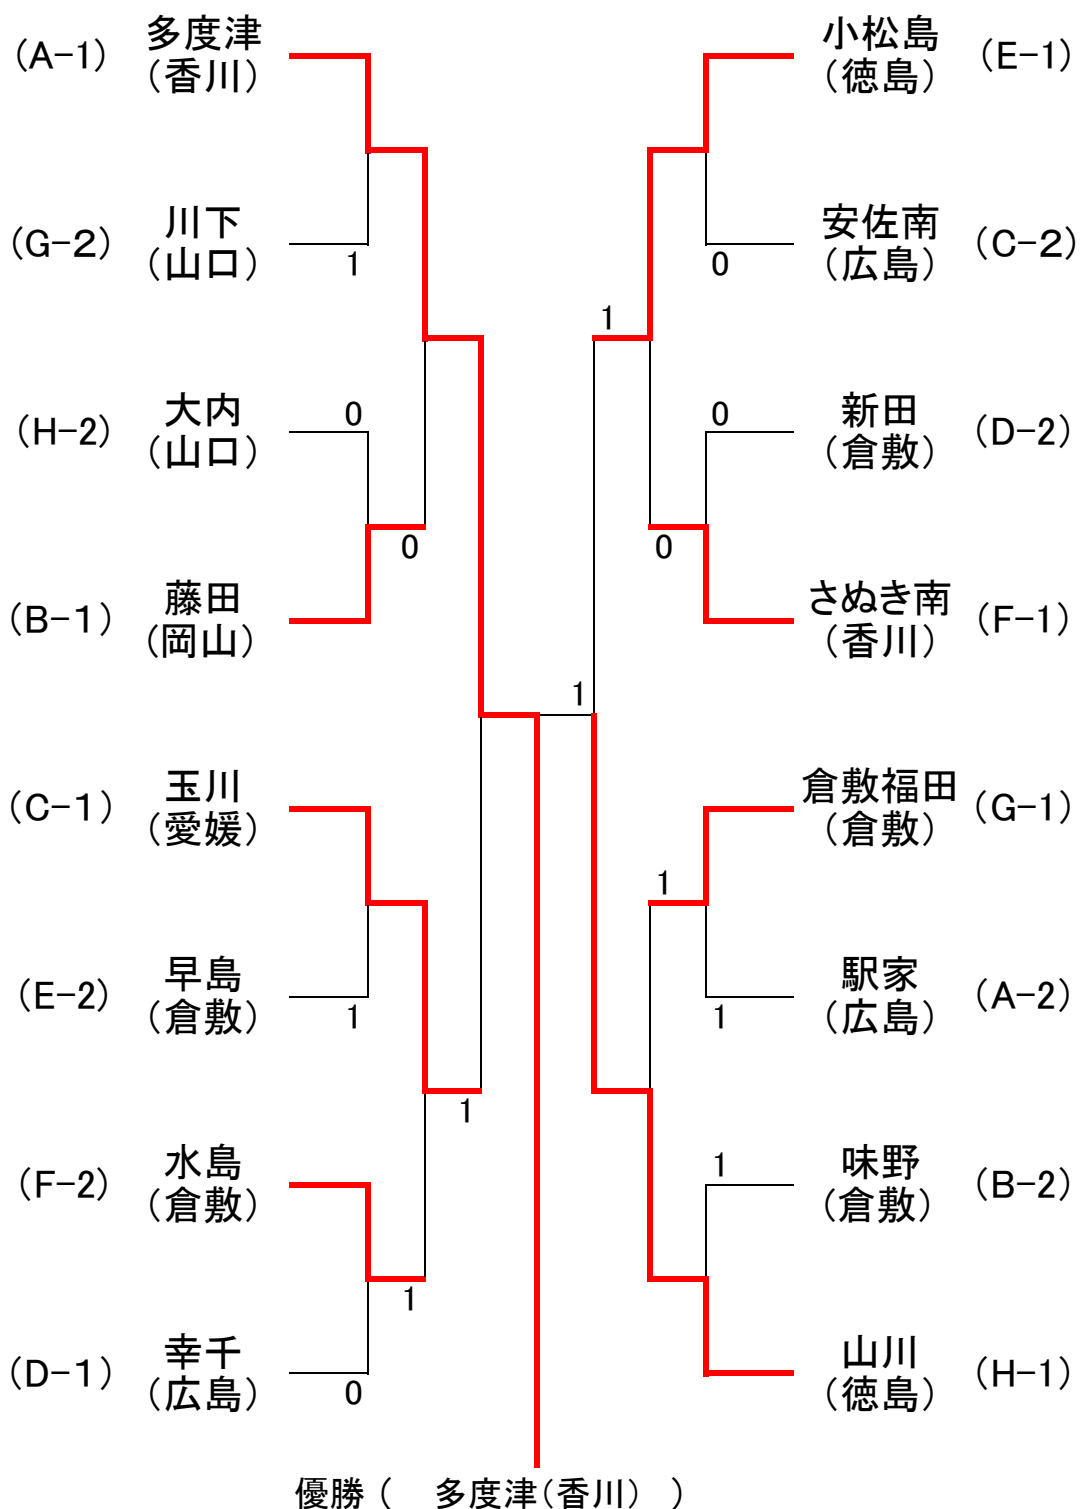 (A-1) 多度津
(香川)
小松島 (E-1)
(徳島)
(G-2) 川下
(山口)
1
安佐南 (C-2)
(広島)
0
1
(H-2) 大内
(山口)
0
0
新田 (D-2)
(倉敷)
0
0
(B-1) 藤田
(岡山)
さぬき南 (F-1)
(香川)
1
(C-1) 玉川
(愛媛)
倉敷福田 (G-1)
(倉敷)
1
(E-2) 早島
(倉敷)
1
駅家 (A-2)
(広島)
1
1
(F-2) 水島
(倉敷)
1
味野 (B-2)
(倉敷)
1
(D-1) 幸千
(広島)
0
山川 (H-1)
(徳島)
優勝 ( 多度津(香川) )